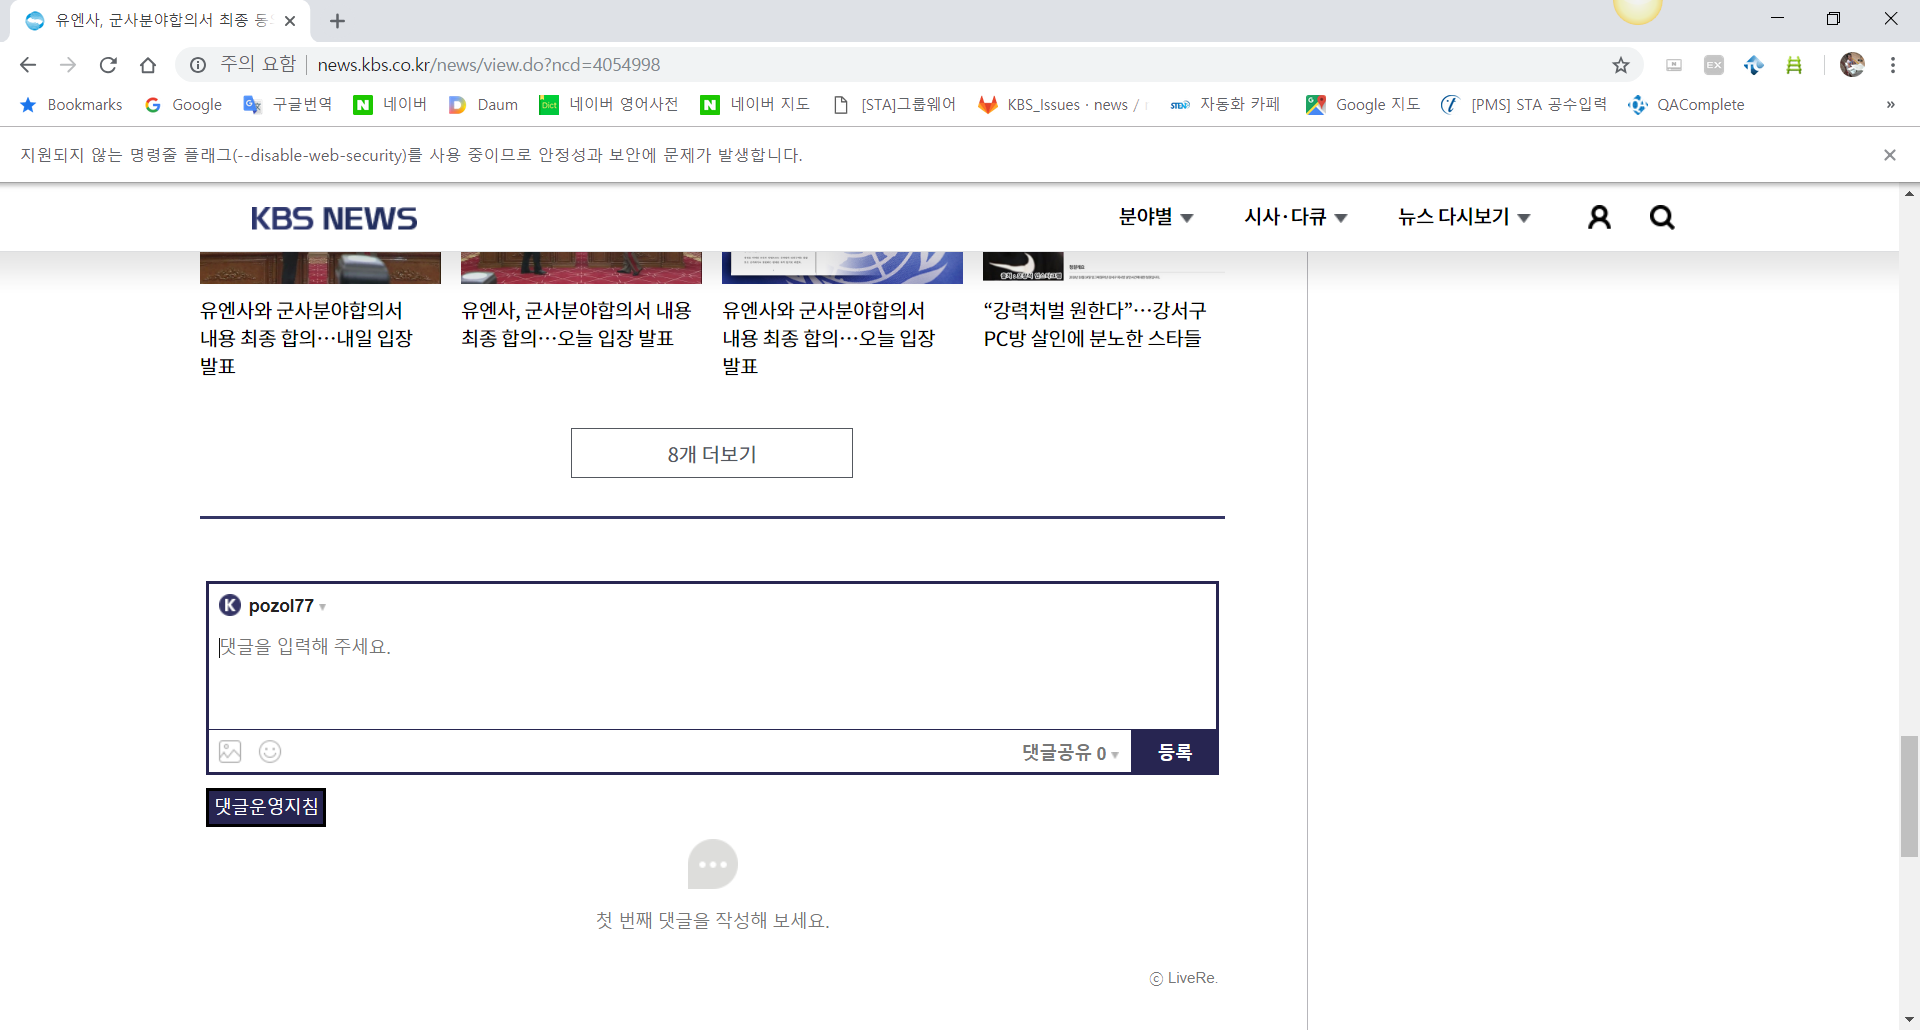 유엔사, 군사분야합의서 최종 동
주의 요함 news.kbs.co.kr/news/view.do?ncd=4054998
Bookmarks Google 구글번역 네이버 Daum 네이버 영어사전 네이버 지도 [STA]그룹웨어 KBS_Issues · news / 자동화 카페 Google 지도 [PMS] STA 공수입력 QAComplete »
지원되지 않는 명령줄 플래그(--disable-web-security)를 사용 중이므로 안정성과 보안에 문제가 발생합니다.
KBS NEWS 분야별 시사·다큐 뉴스 다시보기
유엔사와 군사분야합의서
내용 최종 합의…내일 입장
발표
유엔사, 군사분야합의서 내용
최종 합의…오늘 입장 발표
유엔사와 군사분야합의서
내용 최종 합의…오늘 입장
발표
“강력처벌 원한다”…강서구
PC방 살인에 분노한 스타들
8개 더보기
K pozol77
댓글을 입력해 주세요.
댓글공유 0 등록
댓글운영지침
첫 번째 댓글을 작성해 보세요.
ⓒ LiveRe.